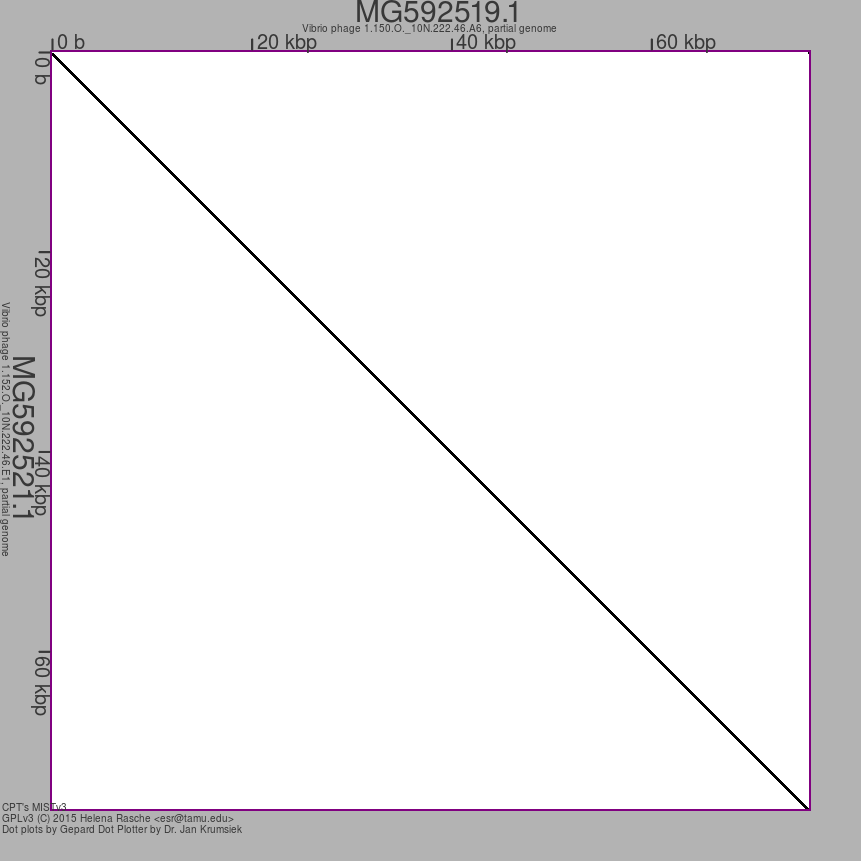 MG592519.1
Vibrio phage 1.150.O._10N.222.46.A6, partial genome
0 b 20 kbp 40 kbp 60 kbp
0 b
20 kbp
40 kbp
60 kbp
MG592521.1
Vibrio phage 1.152.O._10N.222.46.E1, partial genome
CPT's MISTv3
GPLv3 (C) 2015 Helena Rasche <esr@tamu.edu>
Dot plots by Gepard Dot Plotter by Dr. Jan Krumsiek